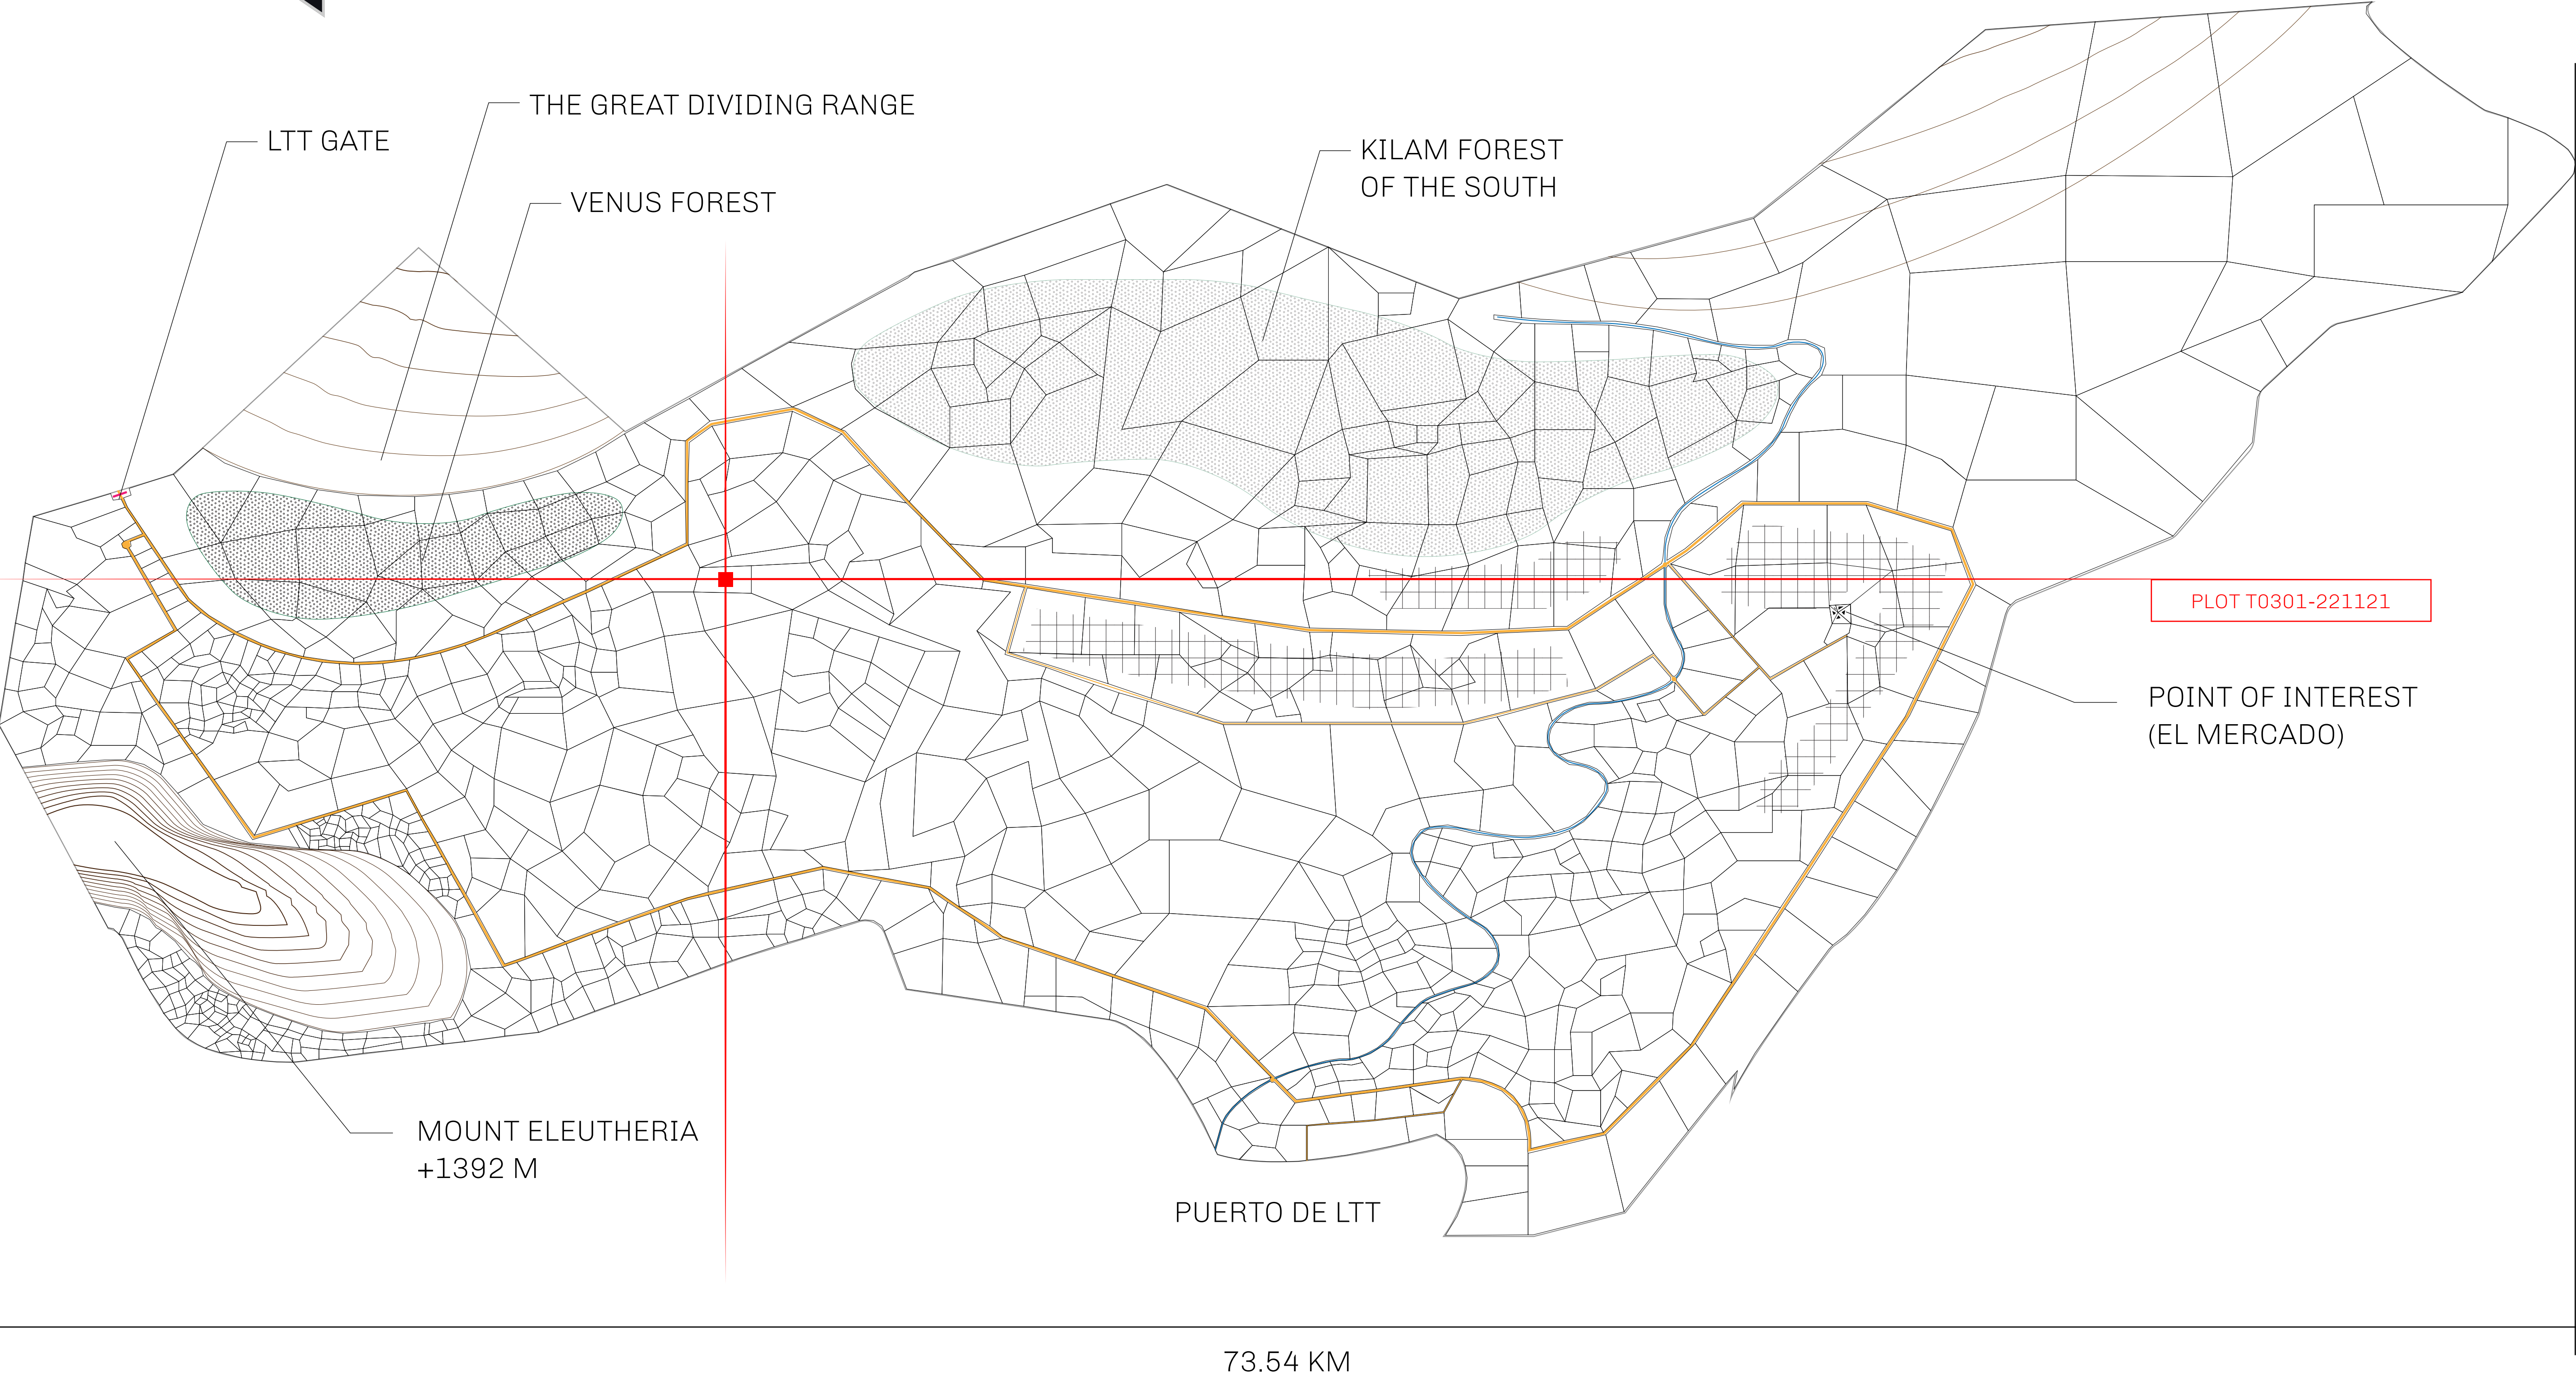 THE GREAT DIVIDING RANGE
LTT GATE
KILAM FOREST
OF THE SOUTH
VENUS FOREST
PLOT T0301-221121
POINT OF INTEREST
(EL MERCADO)
MOUNT ELEUTHERIA
+1392 M
PUERTO DE LTT
73.54 KM